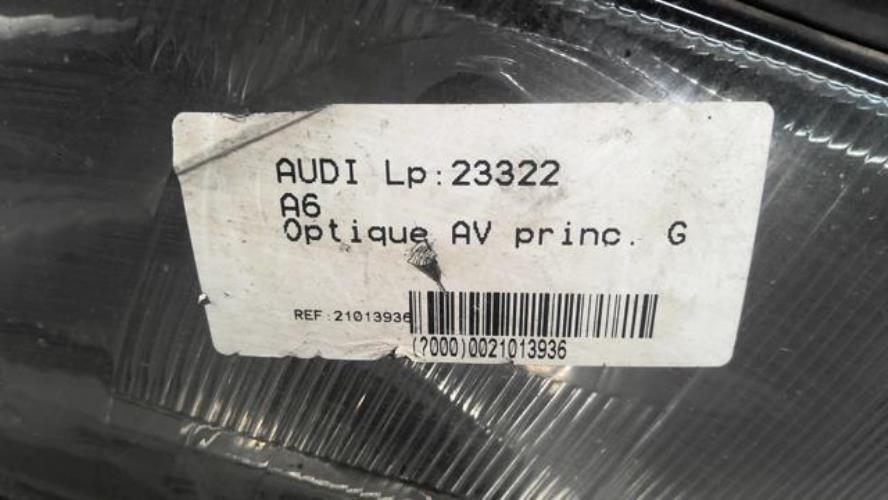 AUDI Lp:23322
A6
Optique AV princ. G
REF:21013936
(?000)0021013936